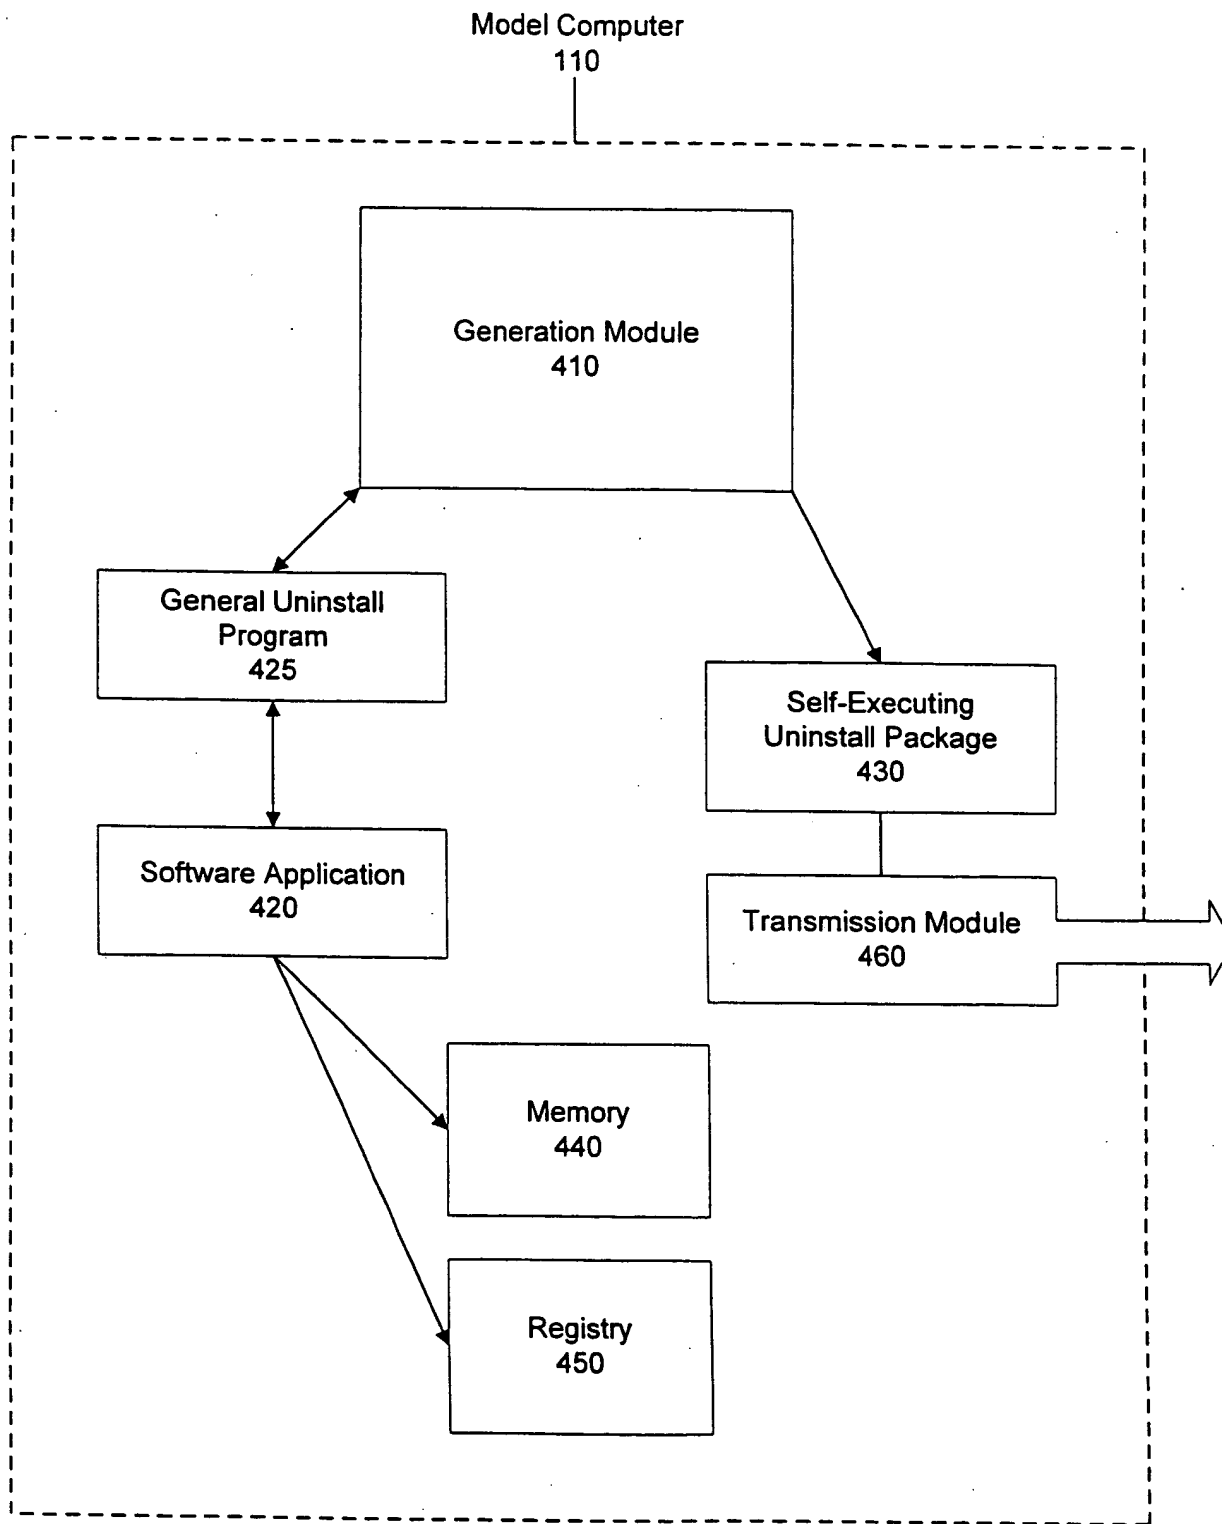 Model Computer
110
Generation Module
410
General Uninstall
Program
425
Self-Executing
Uninstall Package
430
Software Application
420
Transmission Module
460
Memory
440
Registry
450